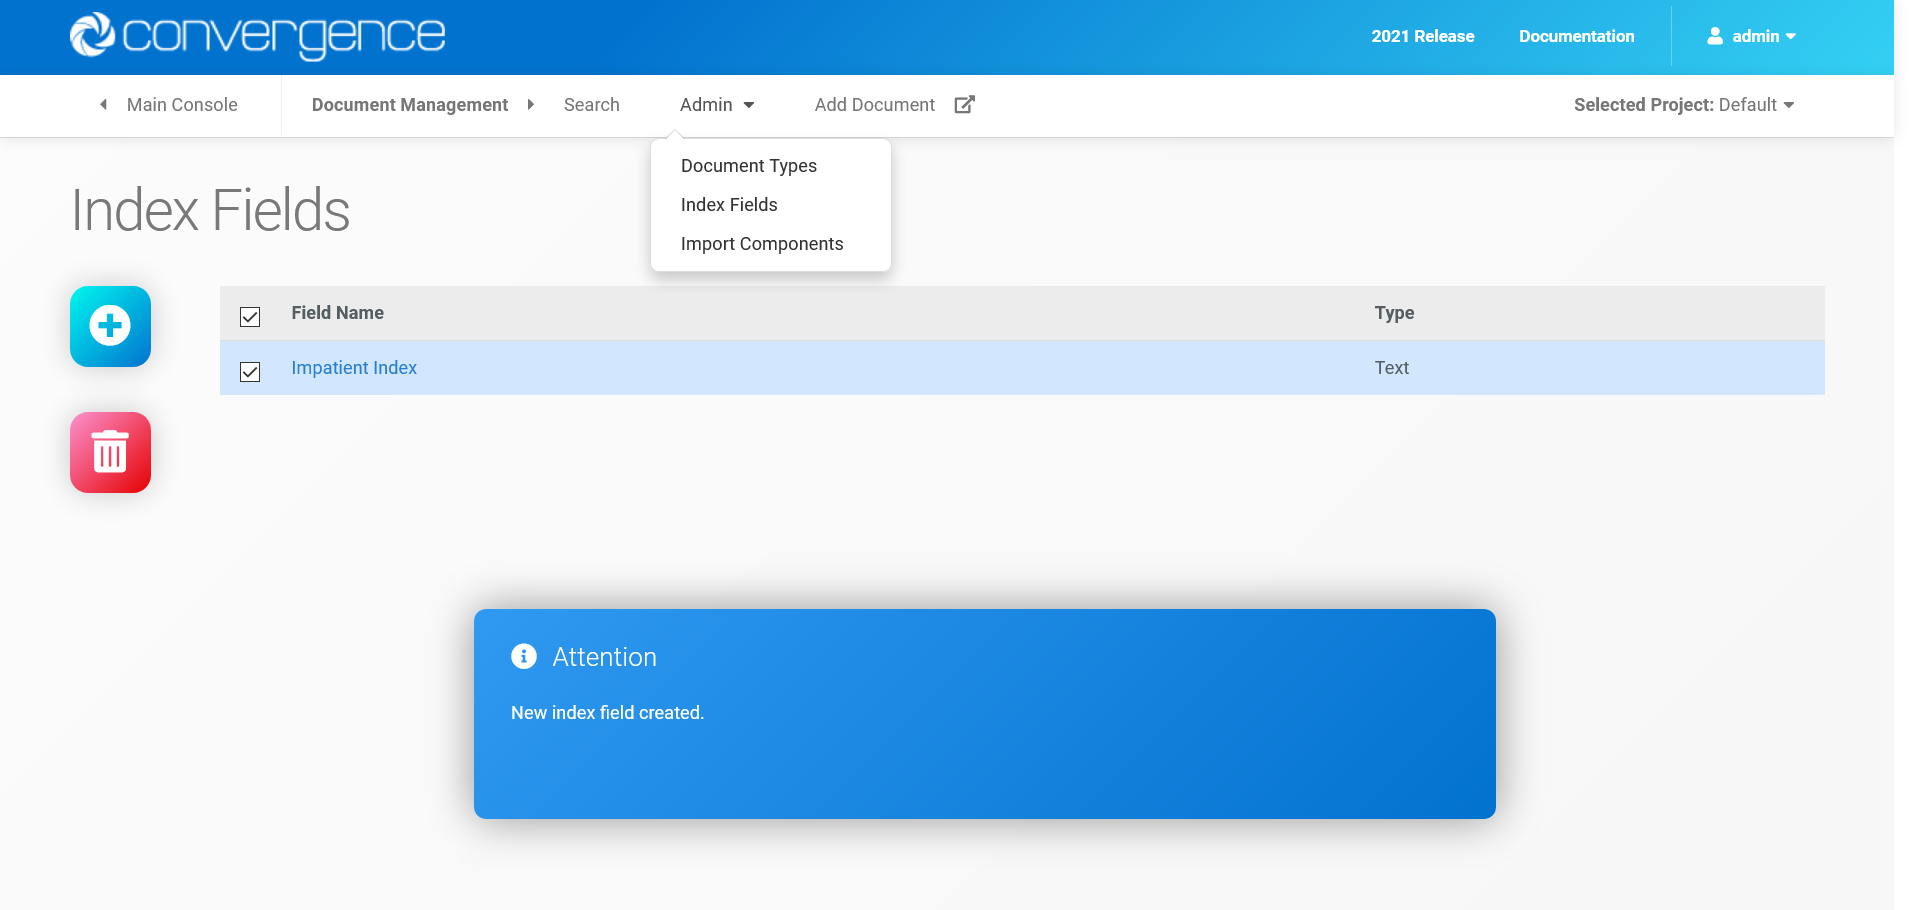 convergence
2021 Release
Documentation
admin
Main Console
Document Management
Search
Admin
Add Document
Selected Project: Default
Document Types
Index Fields
Import Components
Index Fields
Field Name
Type
Impatient Index
Text
Attention
New index field created.